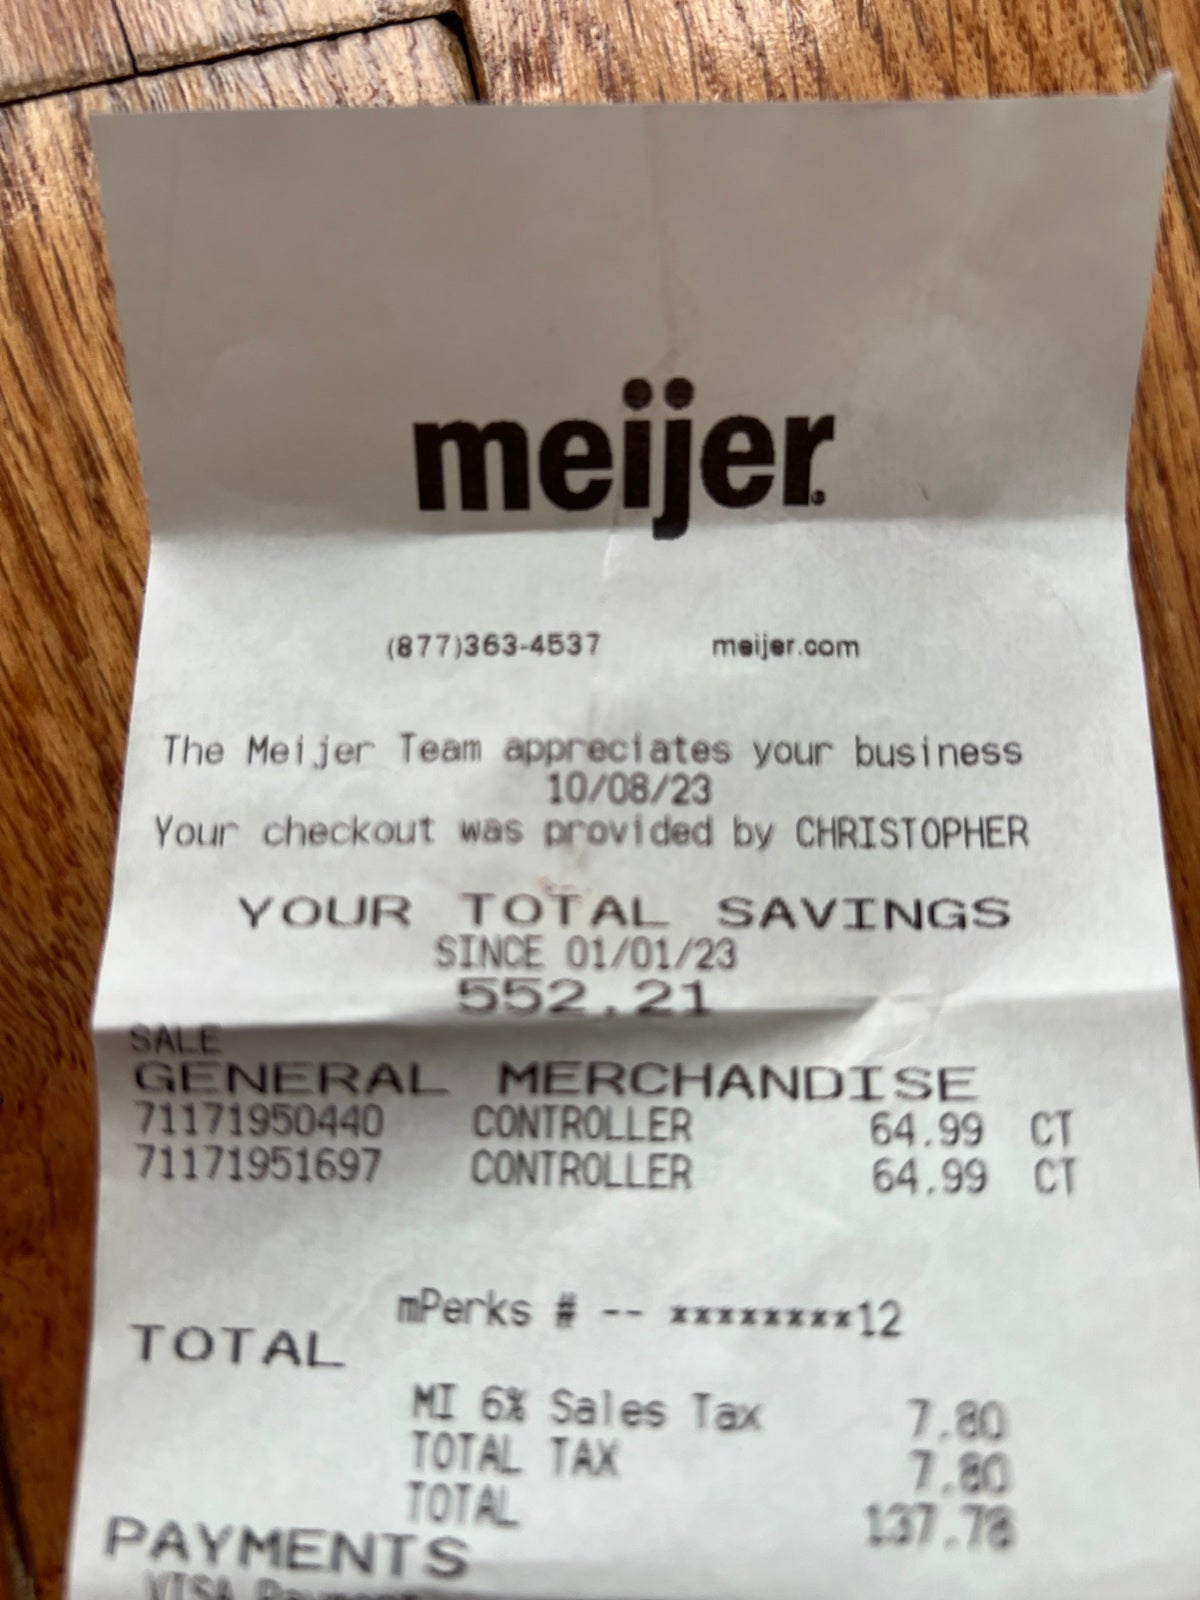 meijer
(877)363-4537 meijer.com
The Meijer Team appreciates your business
10/08/23
Your checkout was provided by CHRISTOPHER
YOUR TOTAL SAVINGS
SINCE 01/01/23
552.21
SALE
GENERAL MERCHANDISE
71171950440 CONTROLLER 64.99 CT
71171951697 CONTROLLER 64.99 CT
mPerks # -- xxxxxxxx12
TOTAL
MI 6% Sales Tax 7.80
TOTAL TAX 7.80
TOTAL 137.78
PAYMENTS
VISA Payment